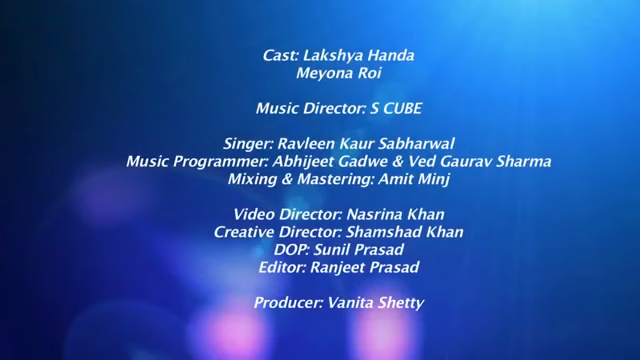 Cast: Lakshya Handa
Meyona Roi
Music Director: S CUBE
Singer: Ravleen Kaur Sabharwal
Music Programmer: Abhijeet Gadwe & Ved Gaurav Sharma
Mixing & Mastering: Amit Minj
Video Director: Nasrina Khan
Creative Director: Shamshad Khan
DOP: Sunil Prasad
Editor: Ranjeet Prasad
Producer: Vanita Shetty